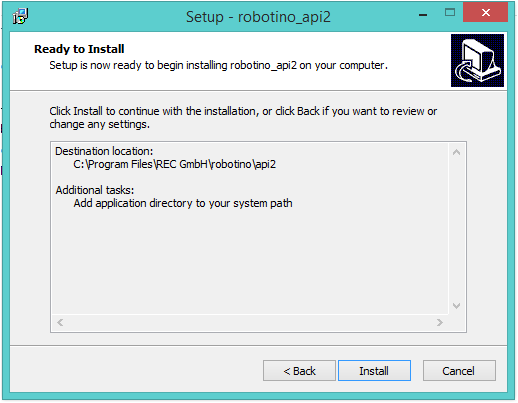 Setup - robotino_api2
Ready to Install
Setup is now ready to begin installing robotino_api2 on your computer.
Click Install to continue with the installation, or click Back if you want to review or
change any settings.
Destination location:
C:\Program Files\REC GmbH\robotino\api2
Additional tasks:
Add application directory to your system path
< Back
Install
Cancel